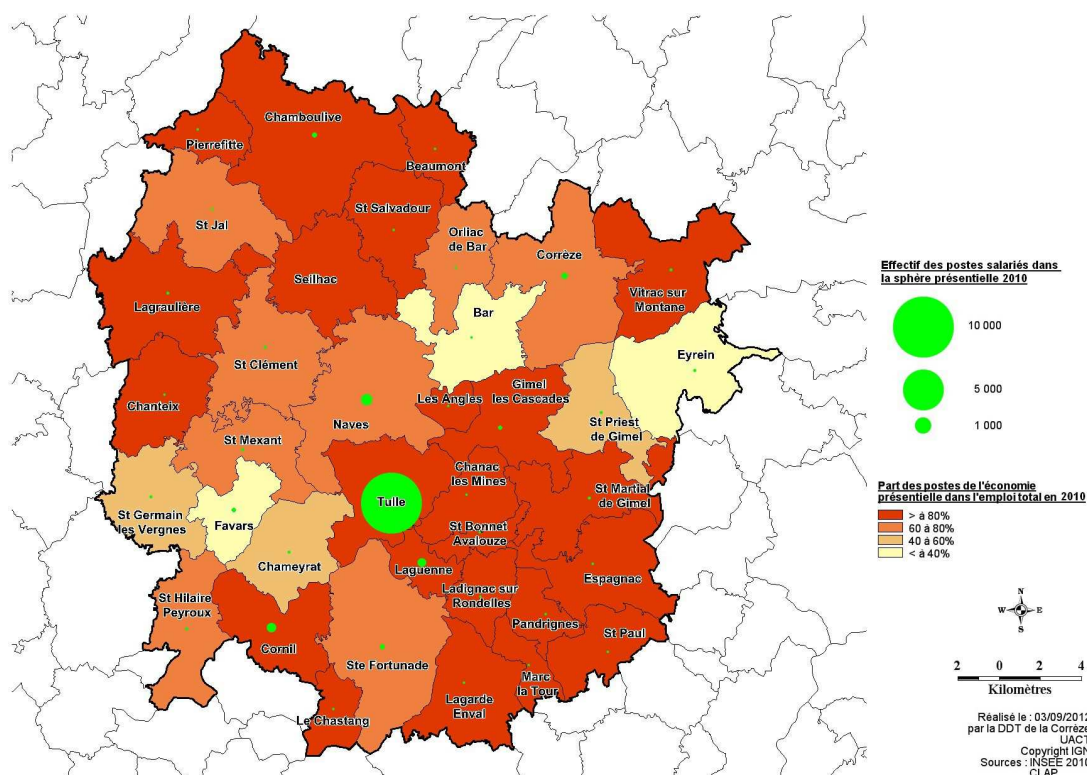 Chamboulive
Pierrefitte
Beaumont
St Salvadour
St Jal
Orliac
de Bar
Corrèze
Seilhac
Vitrac sur
Montane
Lagraulière
Bar
Eyrein
St Clément
Gimel
les Cascades
Les Angles
Chanteix
Naves
St Priest
de Gimel
St Mexant
Chanac
les Mines
Tulle
St Martial
de Gimel
St Germain
les Vergnes
Favars
St Bonnet
Avalouze
Chameyrat
Laguenne
Espagnac
Ladignac sur
Rondelles
St Hilaire
Peyroux
Pandrignes
St Paul
Cornil
Ste Fortunade
Marc
la Tour
Lagarde
Enval
Le Chastang
Effectif des postes salariés dans
la sphère présentielle 2010
10 000
5 000
1 000
Part des postes de l'économie
présentielle dans l'emploi total en 2010
> à 80%
60 à 80%
40 à 60%
< à 40%
N
W E
S
2 0 2 4
Kilomètres
Réalisé le : 03/09/2012
par la DDT de la Corrèze
UACT
Copyright IGN
Sources : INSEE 2010
CLAP